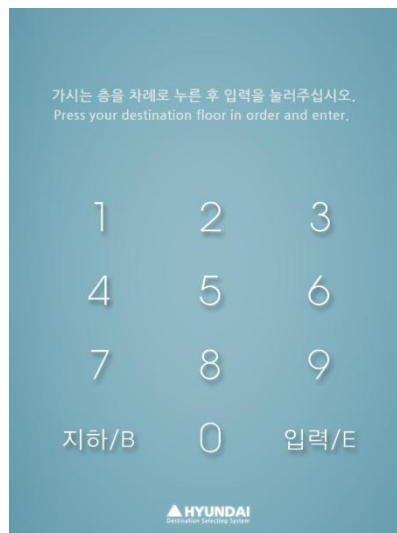 가시는 층을 차례로 누른 후 입력을 눌러주십시오.
Press your destination floor in order and enter.
1 2 3
4 5 6
7 8 9
지하/B 0 입력/E
HYUNDAI
Destination Selecting System